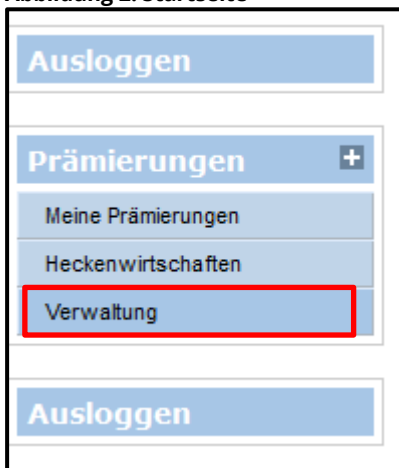 Abbildung 2: Startseite
Ausloggen
Prämierungen
Meine Prämierungen
Heckenwirtschaften
Verwaltung
Ausloggen